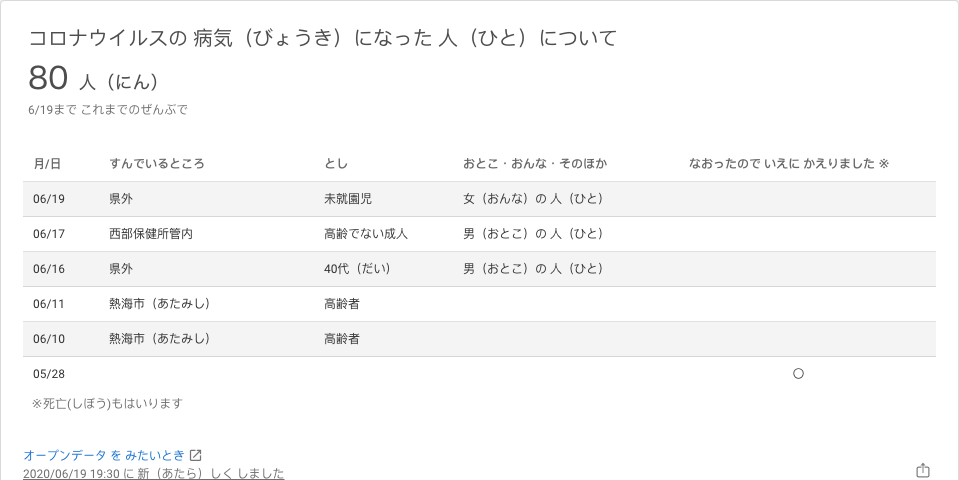 コロナウイルスの 病気（びょうき）になった 人（ひと）について
80 人（にん）
6/19まで これまでのぜんぶで
月/日 すんでいるところ とし おとこ・おんな・そのほか なおったので いえに かえりました ※
06/19 県外 未就園児 女（おんな）の 人（ひと）
06/17 西部保健所管内 高齢でない成人 男（おとこ）の 人（ひと）
06/16 県外 40代（だい） 男（おとこ）の 人（ひと）
06/11 熱海市（あたみし） 高齢者
06/10 熱海市（あたみし） 高齢者
05/28 ○
※死亡(しぼう)もはいります
オープンデータ を みたいとき
2020/06/19 19:30 に 新（あたら）しく しました